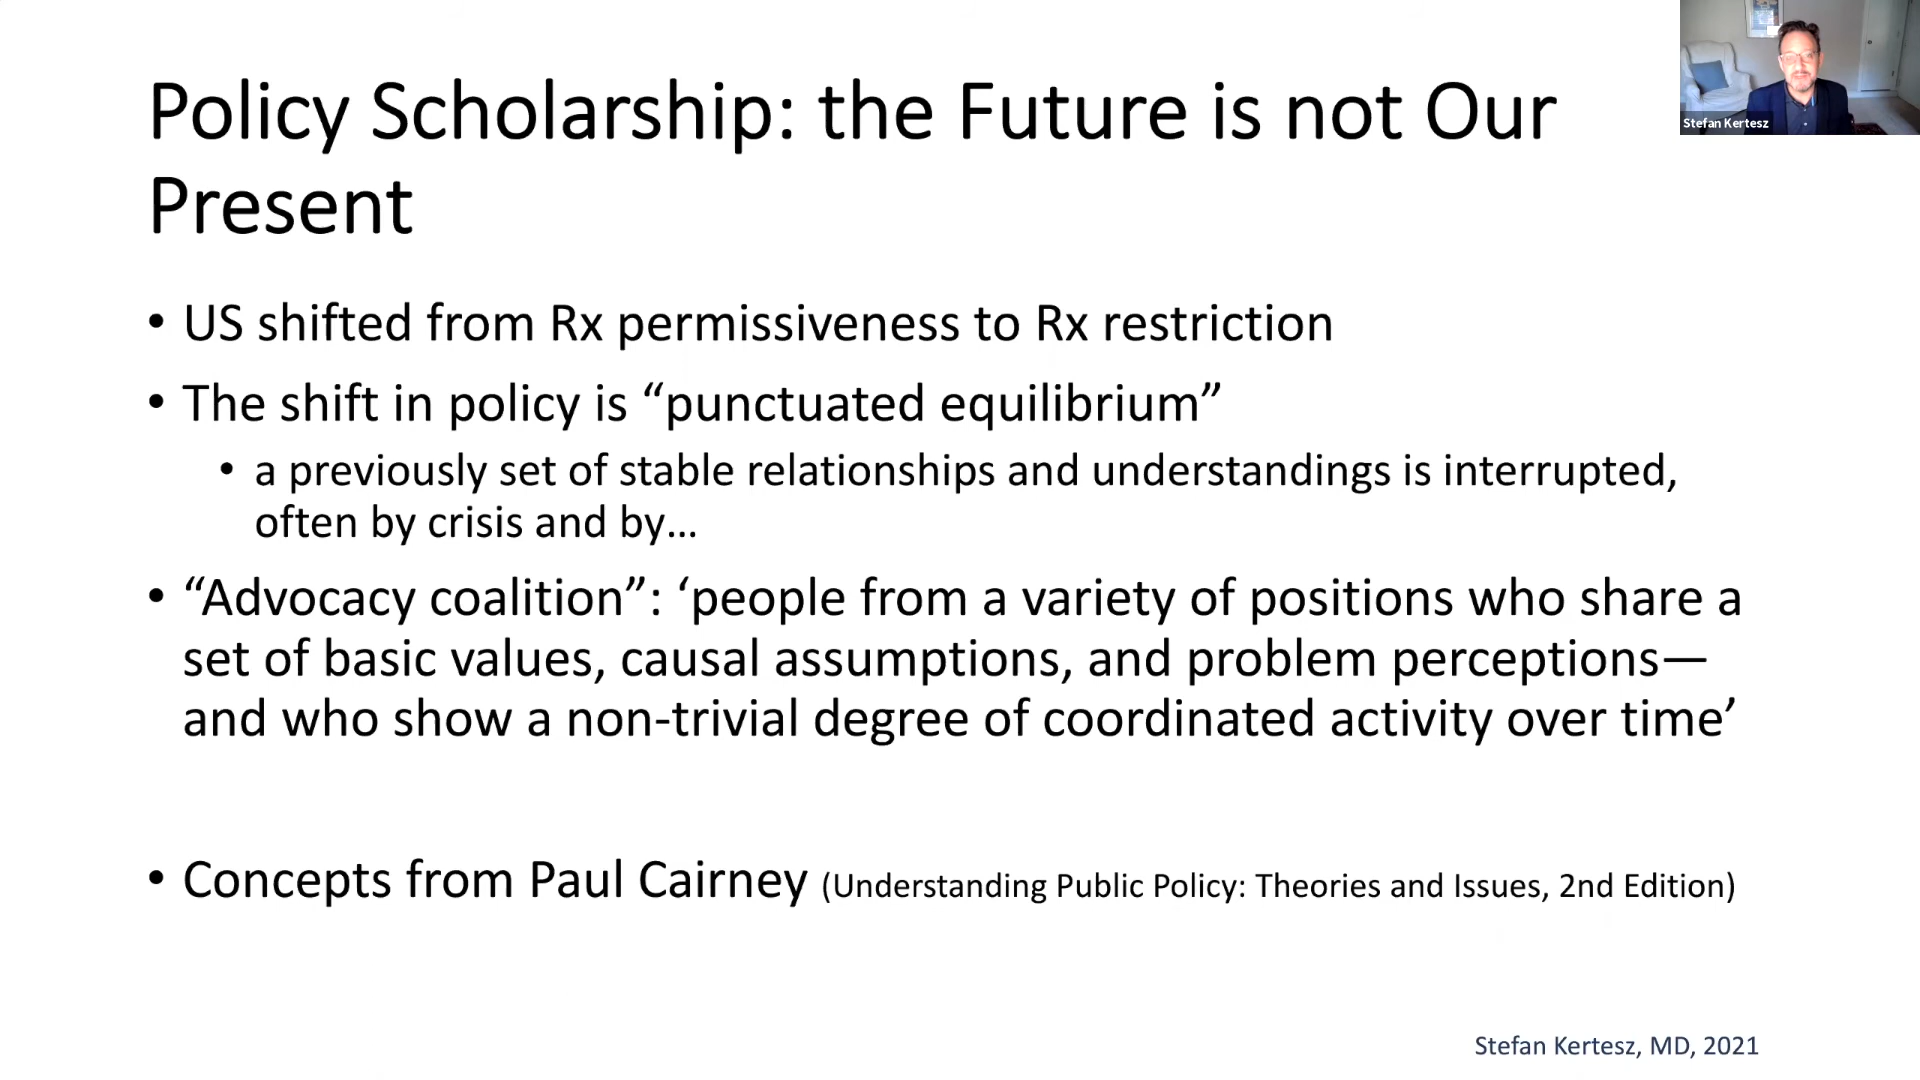 Policy Scholarship: the Future is not Our
Present
Stefan Kertesz
• US shifted from Rx permissiveness to Rx restriction
• The shift in policy is “punctuated equilibrium”
• a previously set of stable relationships and understandings is interrupted,
often by crisis and by…
• “Advocacy coalition”: ‘people from a variety of positions who share a
set of basic values, causal assumptions, and problem perceptions—
and who show a non-trivial degree of coordinated activity over time’
• Concepts from Paul Cairney (Understanding Public Policy: Theories and Issues, 2nd Edition)
Stefan Kertesz, MD, 2021